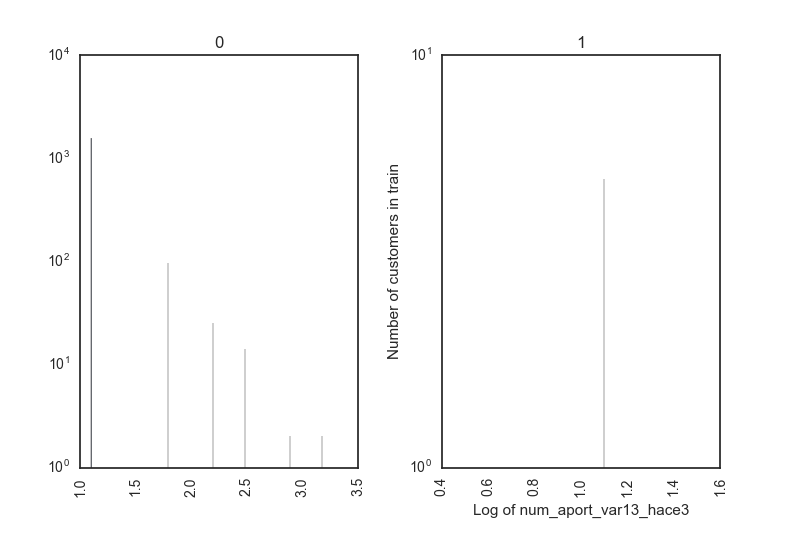 0
10^4
10^3
10^2
10^1
10^0
1.0 1.5 2.0 2.5 3.0 3.5
1
10^1
10^0
Number of customers in train
0.4 0.6 0.8 1.0 1.2 1.4 1.6
Log of num_aport_var13_hace3